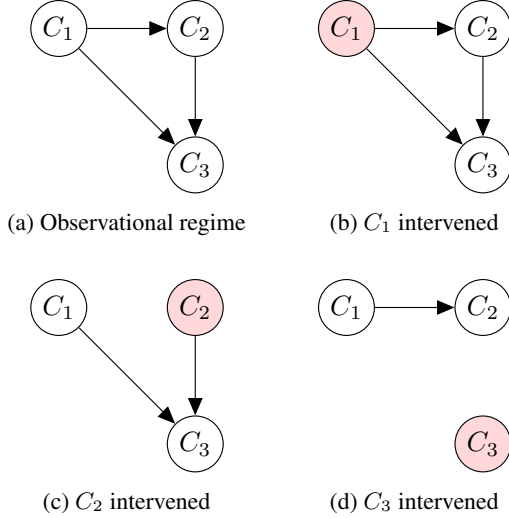 C₁ C₂ C₁ C₂
C₃ C₃
(a) Observational regime (b) C₁ intervened
C₁ C₂ C₁ C₂
C₃ C₃
(c) C₂ intervened (d) C₃ intervened